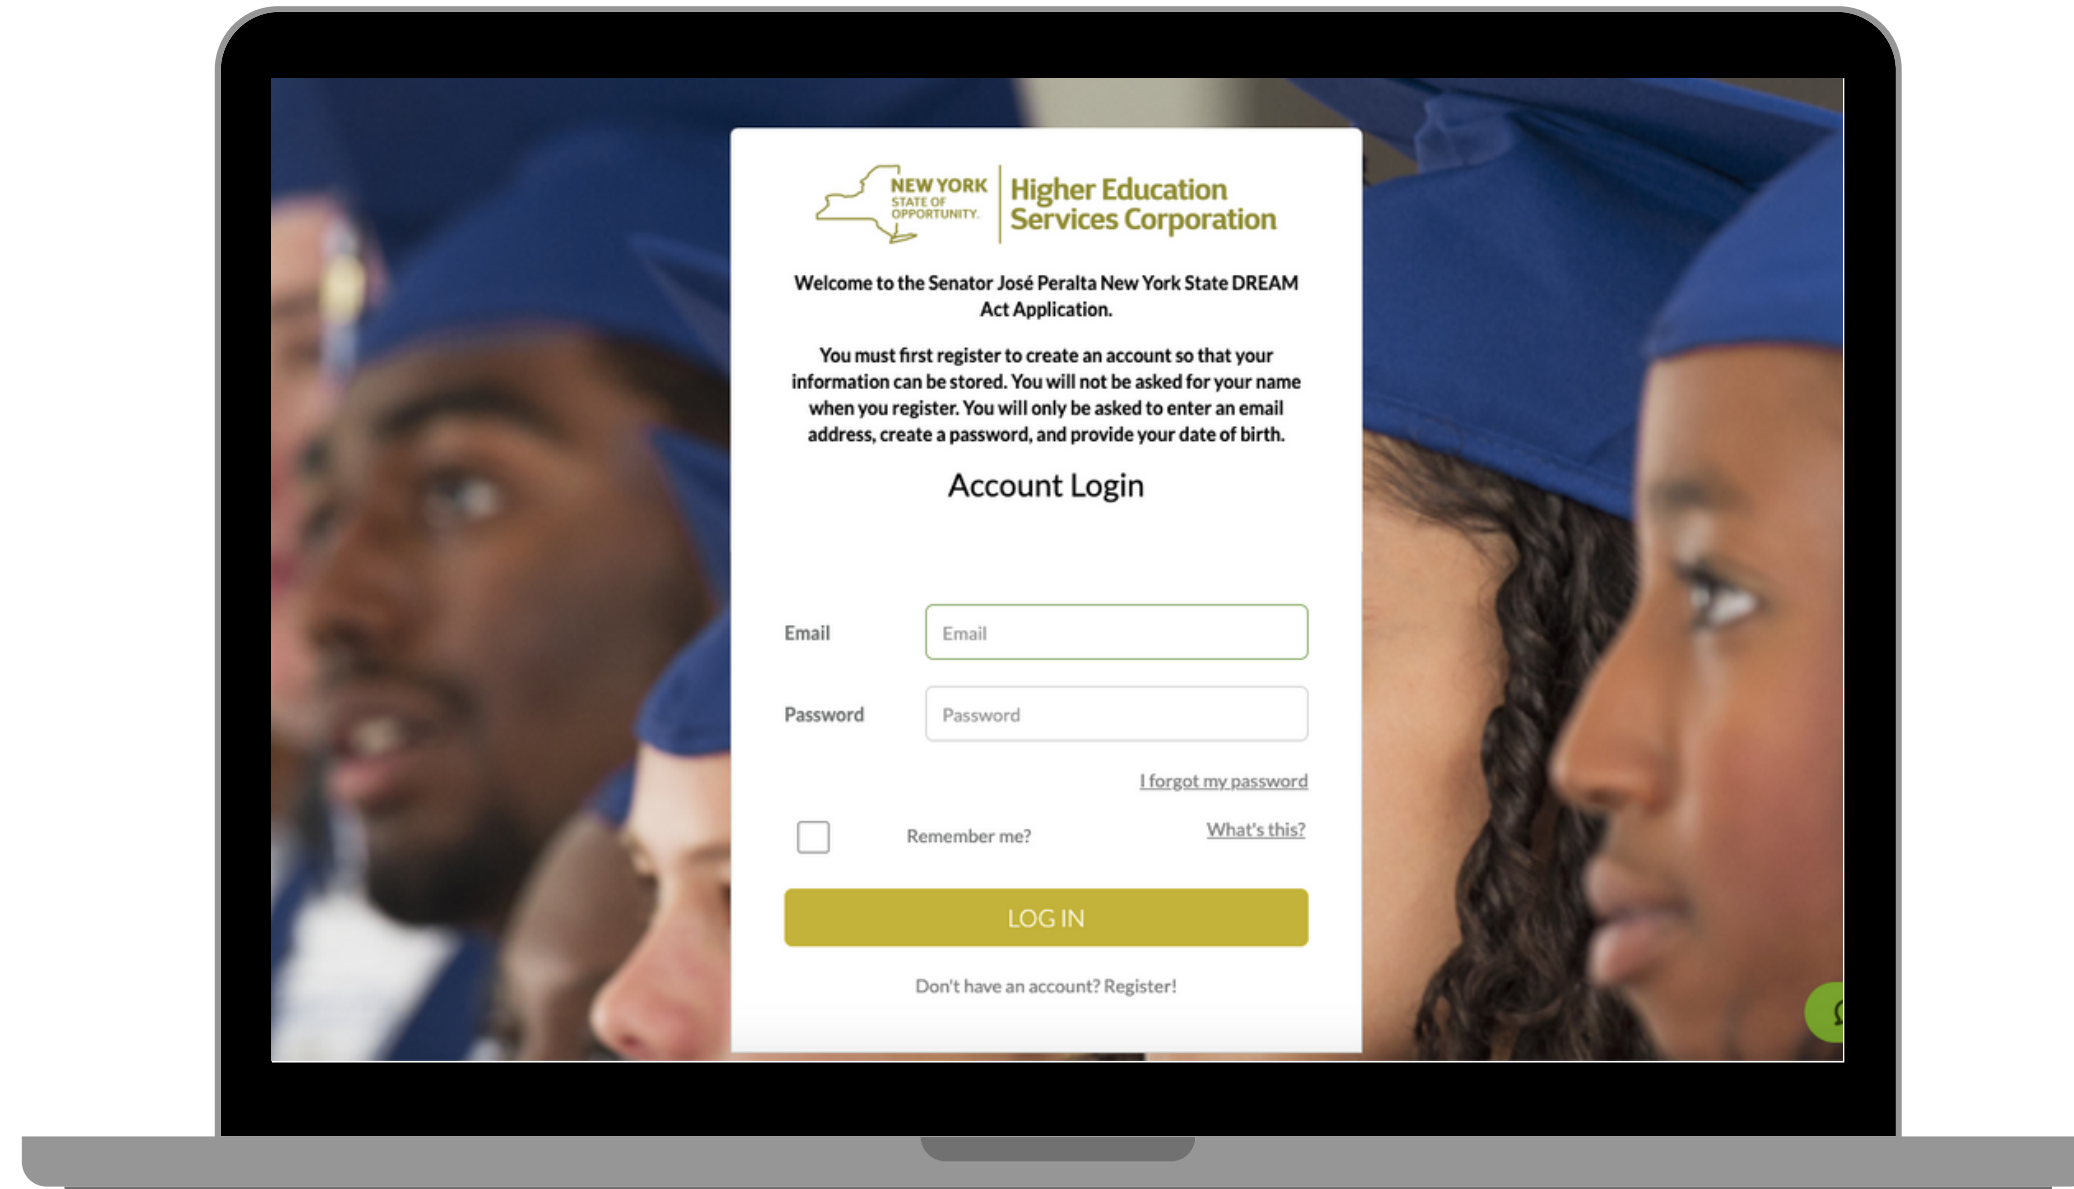 NEW YORK
STATE OF
OPPORTUNITY.
Higher Education
Services Corporation
Welcome to the Senator José Peralta New York State DREAM
Act Application.
You must first register to create an account so that your
information can be stored. You will not be asked for your name
when you register. You will only be asked to enter an email
address, create a password, and provide your date of birth.
Account Login
Email
Email
Password
Password
I forgot my password
Remember me?
What's this?
LOG IN
Don't have an account? Register!